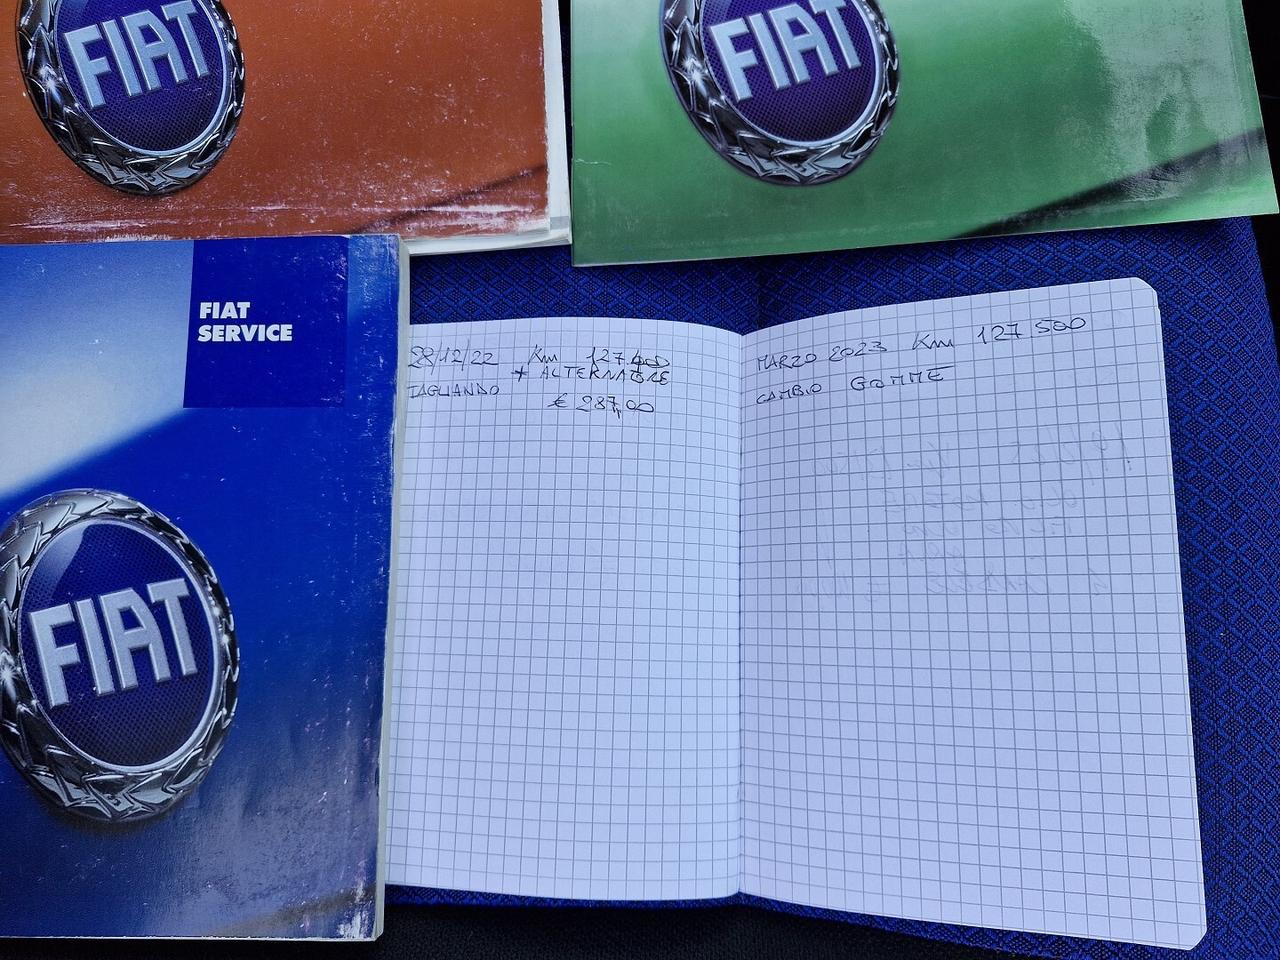 FIAT
FIAT
FIAT
SERVICE
FIAT
28/12/22 Km 127.400
+ ALTERNATORE
TAGLIANDO
€ 287,00
MARZO 2023 Km 127.500
CAMBIO GOMME